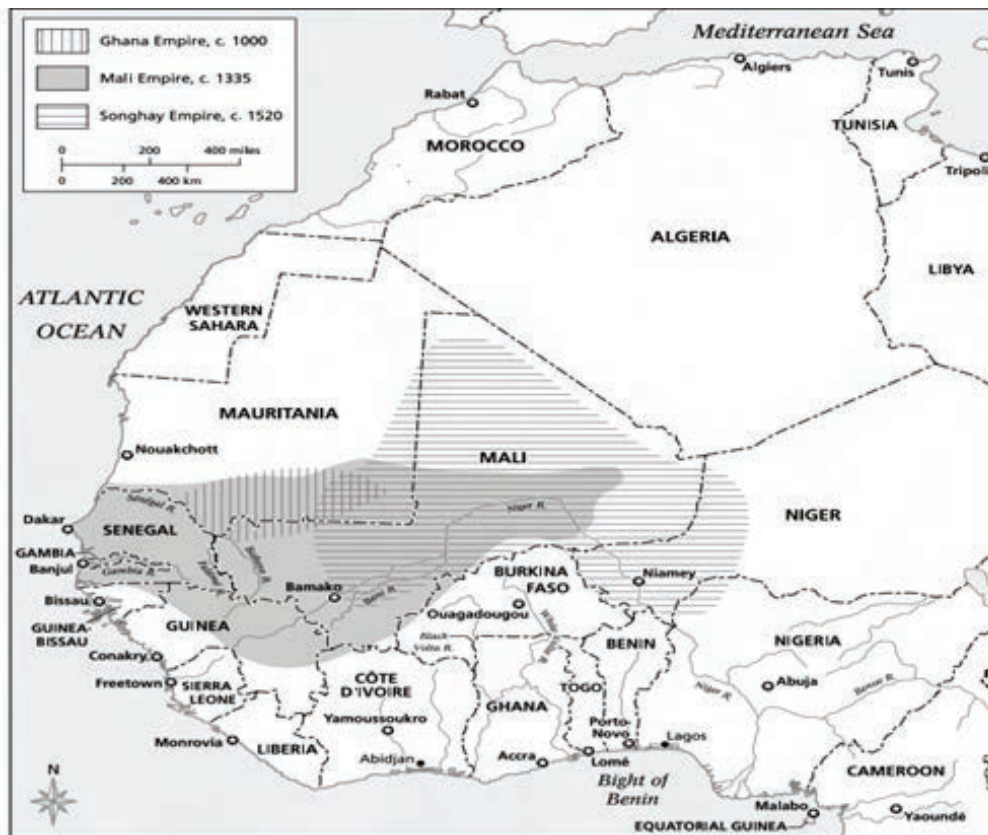 Ghana Empire, c. 1000
Mali Empire, c. 1335
Songhay Empire, c. 1520
0 200 400 miles
0 200 400 km
Mediterranean Sea
Algiers
Tunis
Rabat
TUNISIA
MOROCCO
Tripoli
ALGERIA
LIBYA
ATLANTIC
OCEAN
WESTERN
SAHARA
MAURITANIA
Nouakchott
MALI
NIGER
Senegal R.
Niger R.
Dakar
SENEGAL
GAMBIA
Banjul
Gambia R.
Bamako
Bani R.
BURKINA
FASO
Niamey
Bissau
Ouagadougou
GUINEA-
BISSAU
GUINEA
Black
Volta R.
BENIN
NIGERIA
Conakry
Freetown
SIERRA
LEONE
CÔTE
D'IVOIRE
GHANA
TOGO
Niger R.
Abuja
Benue R.
Yamoussoukro
Porto-
Novo
Lagos
Monrovia
LIBERIA
Abidjan
Accra
Lomé
CAMEROON
N
Bight of
Benin
Malabo
Yaoundé
EQUATORIAL GUINEA